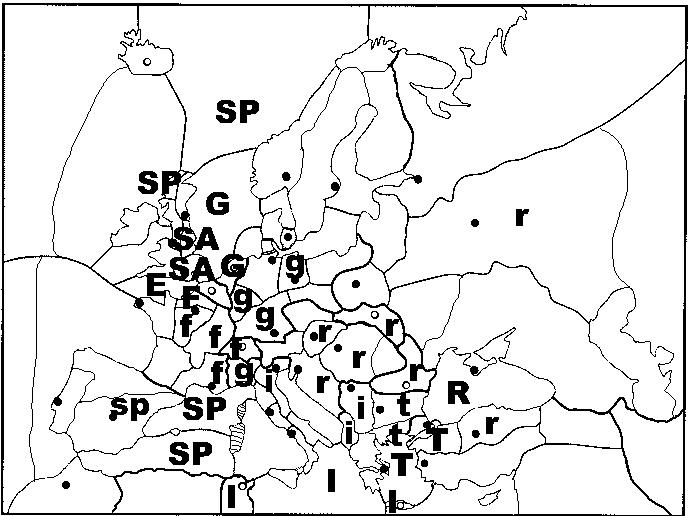 SP
SP
G
r
SA
SA G g
E g
F
f g
f r r
f r r
f g i r R
sp SP i t r
t T
SP i T
I I I